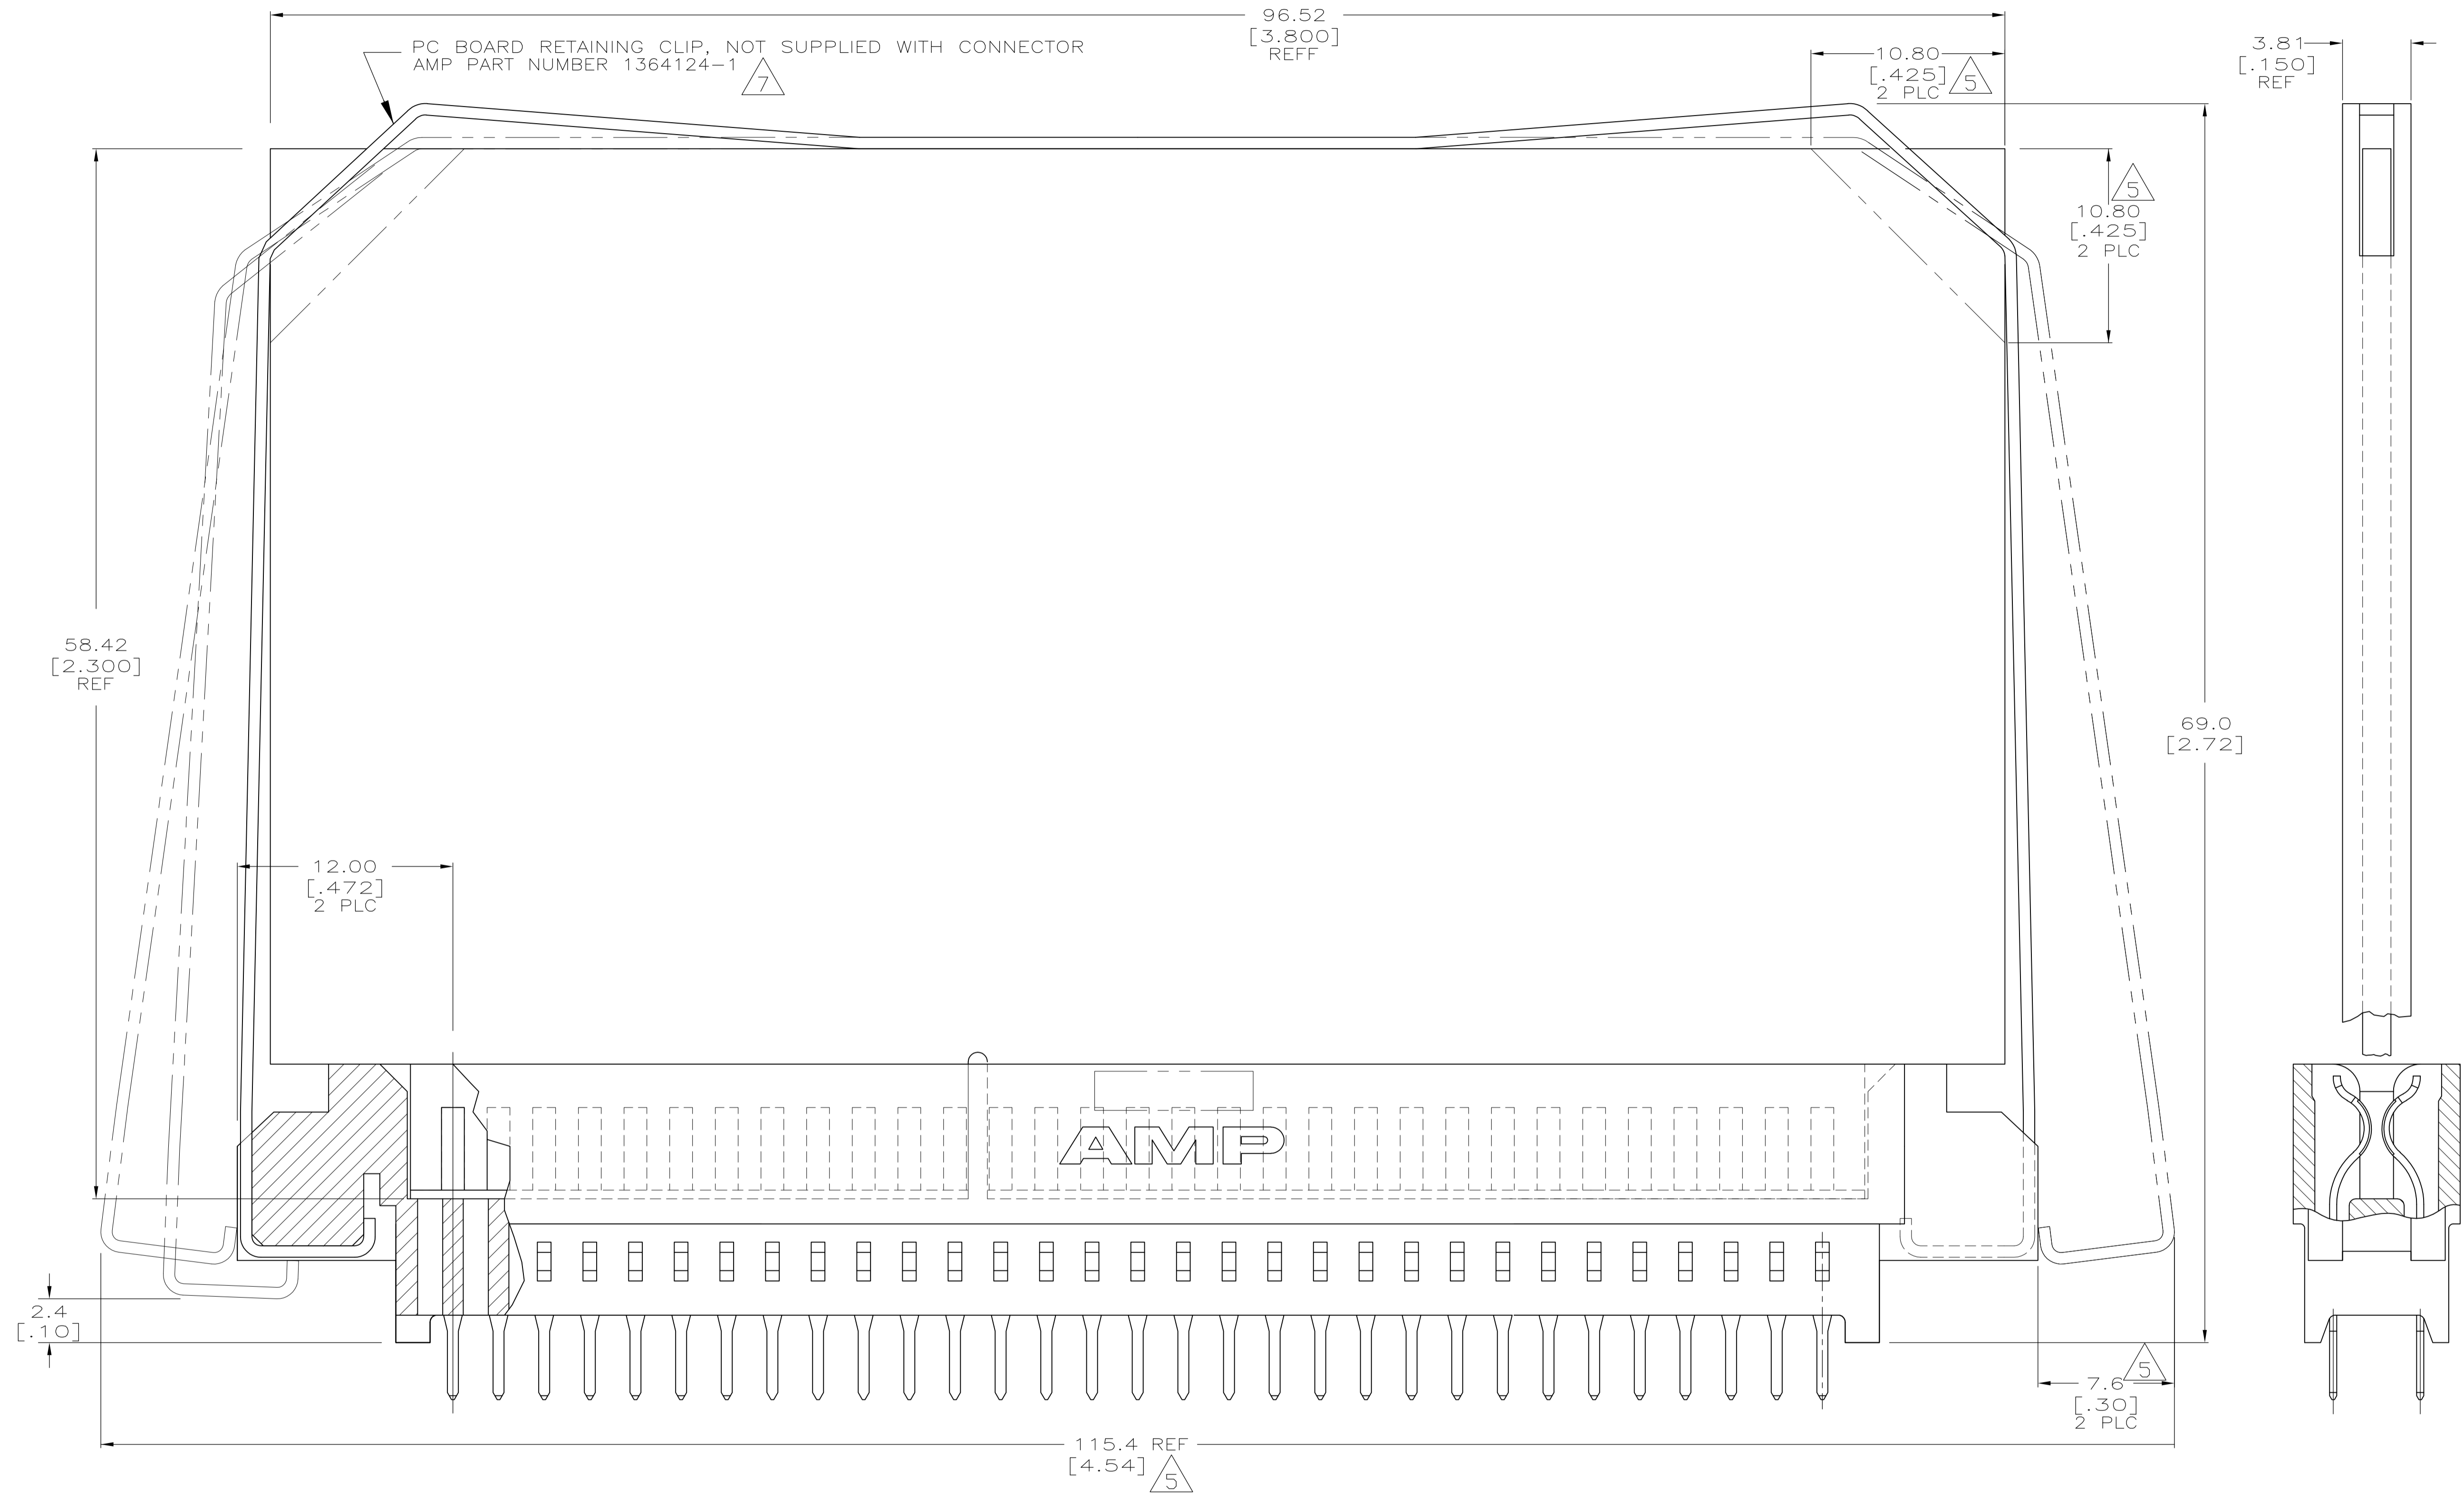 96.52
[3.800]
REFF
PC BOARD RETAINING CLIP, NOT SUPPLIED WITH CONNECTOR
AMP PART NUMBER 1364124-1
7
10.80
[.425]
2 PLC
5
3.81
[.150]
REF
5
10.80
[.425]
2 PLC
58.42
[2.300]
REF
69.0
[2.72]
12.00
[.472]
2 PLC
AMP
2.4
[.10]
5
7.6
[.30]
2 PLC
115.4 REF
[4.54]
5